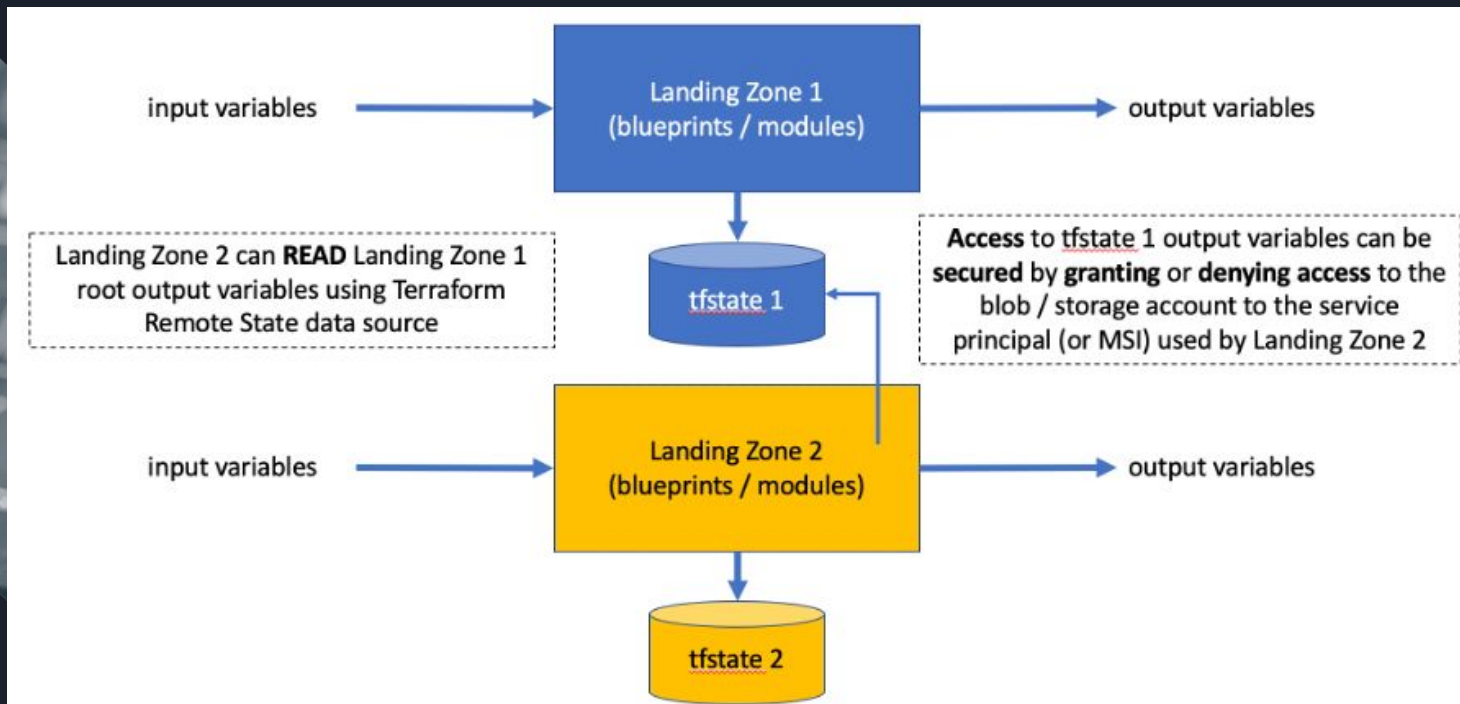 Landing Zone 1
(blueprints / modules)
input variables
output variables
Landing Zone 2 can READ Landing Zone 1
root output variables using Terraform
Remote State data source
tfstate 1
Access to tfstate 1 output variables can be
secured by granting or denying access to the
blob / storage account to the service
principal (or MSI) used by Landing Zone 2
input variables
Landing Zone 2
(blueprints / modules)
output variables
tfstate 2